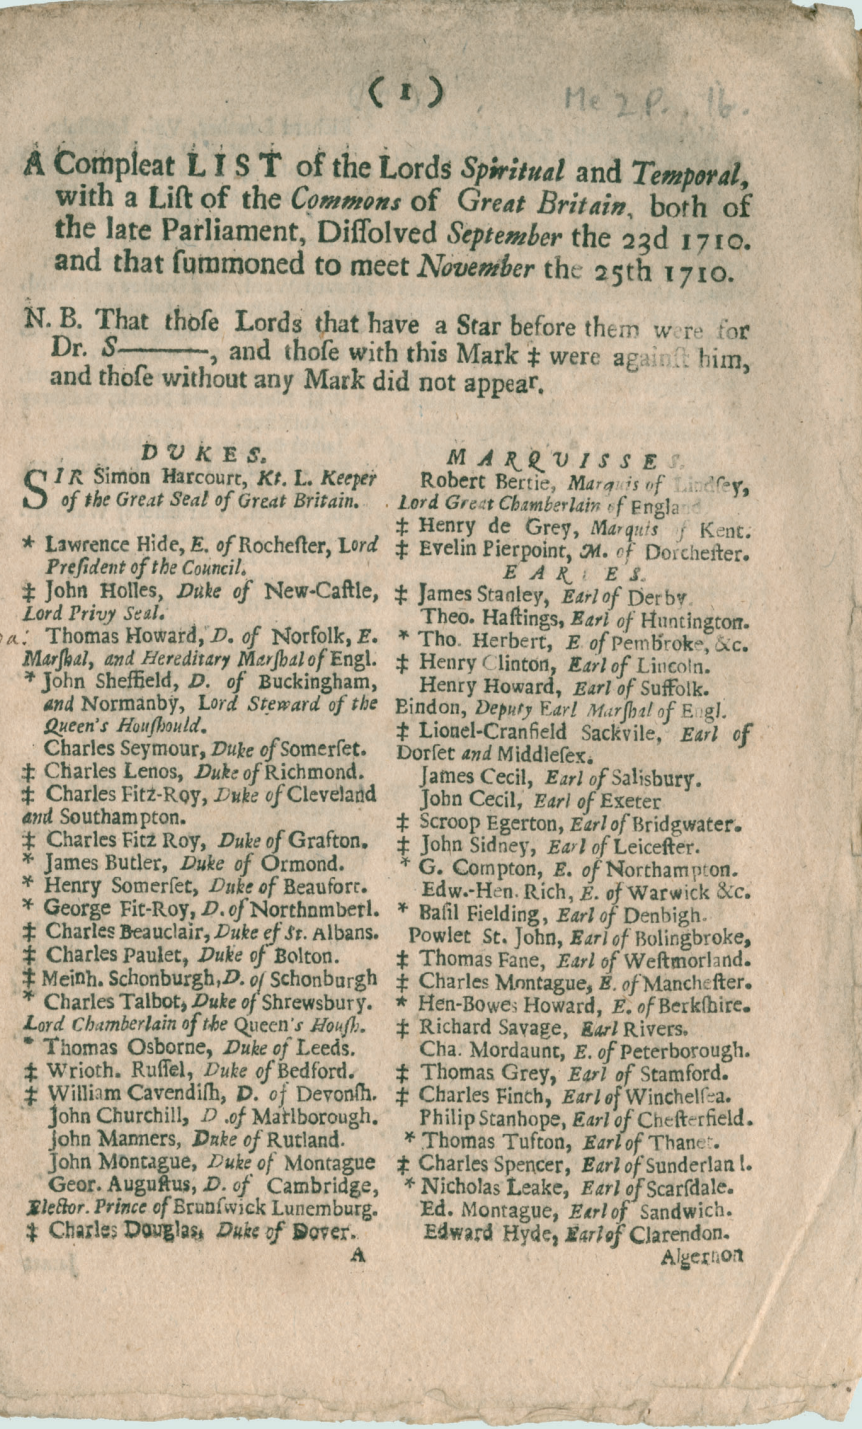 ( 1 )
Me 2 P. 16.
A Compleat LIST of the Lords Spiritual and Temporal,
with a Liſt of the Commons of Great Britain, both of
the late Parliament, Diſſolved September the 23d 1710.
and that ſummoned to meet November the 25th 1710.
N. B. That thoſe Lords that have a Star before them were for
Dr. S———, and thoſe with this Mark ‡ were againſt him,
and thoſe without any Mark did not appear.
DUKES.
SIR Simon Harcourt, Kt. L. Keeper
of the Great Seal of Great Britain.
* Lawrence Hide, E. of Rocheſter, Lord
Preſident of the Council.
‡ John Holles, Duke of New-Caſtle,
Lord Privy Seal.
Thomas Howard, D. of Norfolk, E.
Marſhal, and Hereditary Marſhal of Engl.
* John Sheffield, D. of Buckingham,
and Normanby, Lord Steward of the
Queen's Houſhould.
Charles Seymour, Duke of Somerſet.
‡ Charles Lenos, Duke of Richmond.
‡ Charles Fitz-Roy, Duke of Cleveland
and Southampton.
‡ Charles Fitz Roy, Duke of Grafton.
* James Butler, Duke of Ormond.
* Henry Somerſet, Duke of Beaufort.
* George Fit-Roy, D. of Northnmberl.
‡ Charles Beauclair, Duke ef St. Albans.
‡ Charles Paulet, Duke of Bolton.
‡ Meinh. Schonburgh, D. of Schonburgh
* Charles Talbot, Duke of Shrewsbury.
Lord Chamberlain of the Queen's Houſh.
* Thomas Osborne, Duke of Leeds.
‡ Wrioth. Ruſſel, Duke of Bedford.
‡ William Cavendiſh, D. of Devonſh.
John Churchill, D .of Marlborough.
John Manners, Duke of Rutland.
John Montague, Duke of Montague
Geor. Auguſtus, D. of Cambridge,
Elector. Prince of Brunſwick Lunemburg.
‡ Charles Douglas, Duke of Dover.
A
MARQUISSES.
Robert Bertie, Marquis of Lindſey,
Lord Great Chamberlain of England
‡ Henry de Grey, Marquis of Kent.
‡ Evelin Pierpoint, M. of Dorcheſter.
EARLES.
‡ James Stanley, Earl of Derby.
Theo. Haſtings, Earl of Huntington.
* Tho. Herbert, E of Pembroke, &c.
‡ Henry Clinton, Earl of Lincoln.
Henry Howard, Earl of Suffolk.
Eindon, Deputy Earl Marſhal of Engl.
‡ Lionel-Cranfield Sackvile, Earl of
Dorſet and Middleſex.
James Cecil, Earl of Salisbury.
John Cecil, Earl of Exeter
‡ Scroop Egerton, Earl of Bridgwater.
‡ John Sidney, Earl of Leiceſter.
* G. Compton, E. of Northampton.
Edw.-Hen. Rich, E. of Warwick &c.
* Baſil Fielding, Earl of Denbigh.
Powlet St. John, Earl of Bolingbroke,
‡ Thomas Fane, Earl of Weſtmorland.
‡ Charles Montague, E. of Mancheſter.
* Hen-Bowes Howard, E. of Berkſhire.
‡ Richard Savage, Earl Rivers.
Cha. Mordaunt, E. of Peterborough.
‡ Thomas Grey, Earl of Stamford.
‡ Charles Finch, Earl of Winchelſea.
Philip Stanhope, Earl of Cheſterfield.
* Thomas Tufton, Earl of Thanet.
‡ Charles Spencer, Earl of Sunderland.
* Nicholas Leake, Earl of Scarſdale.
Ed. Montague, Earl of Sandwich.
Edward Hyde, Earl of Clarendon.
Algernon